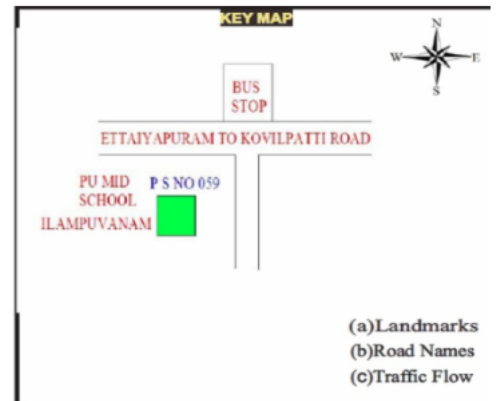 KEY MAP
N
W E
S
BUS
STOP
ETTAIYAPURAM TO KOVILPATTI ROAD
PU MID P S NO 059
SCHOOL
ILAMPUVANAM
(a)Landmarks
(b)Road Names
(c)Traffic Flow